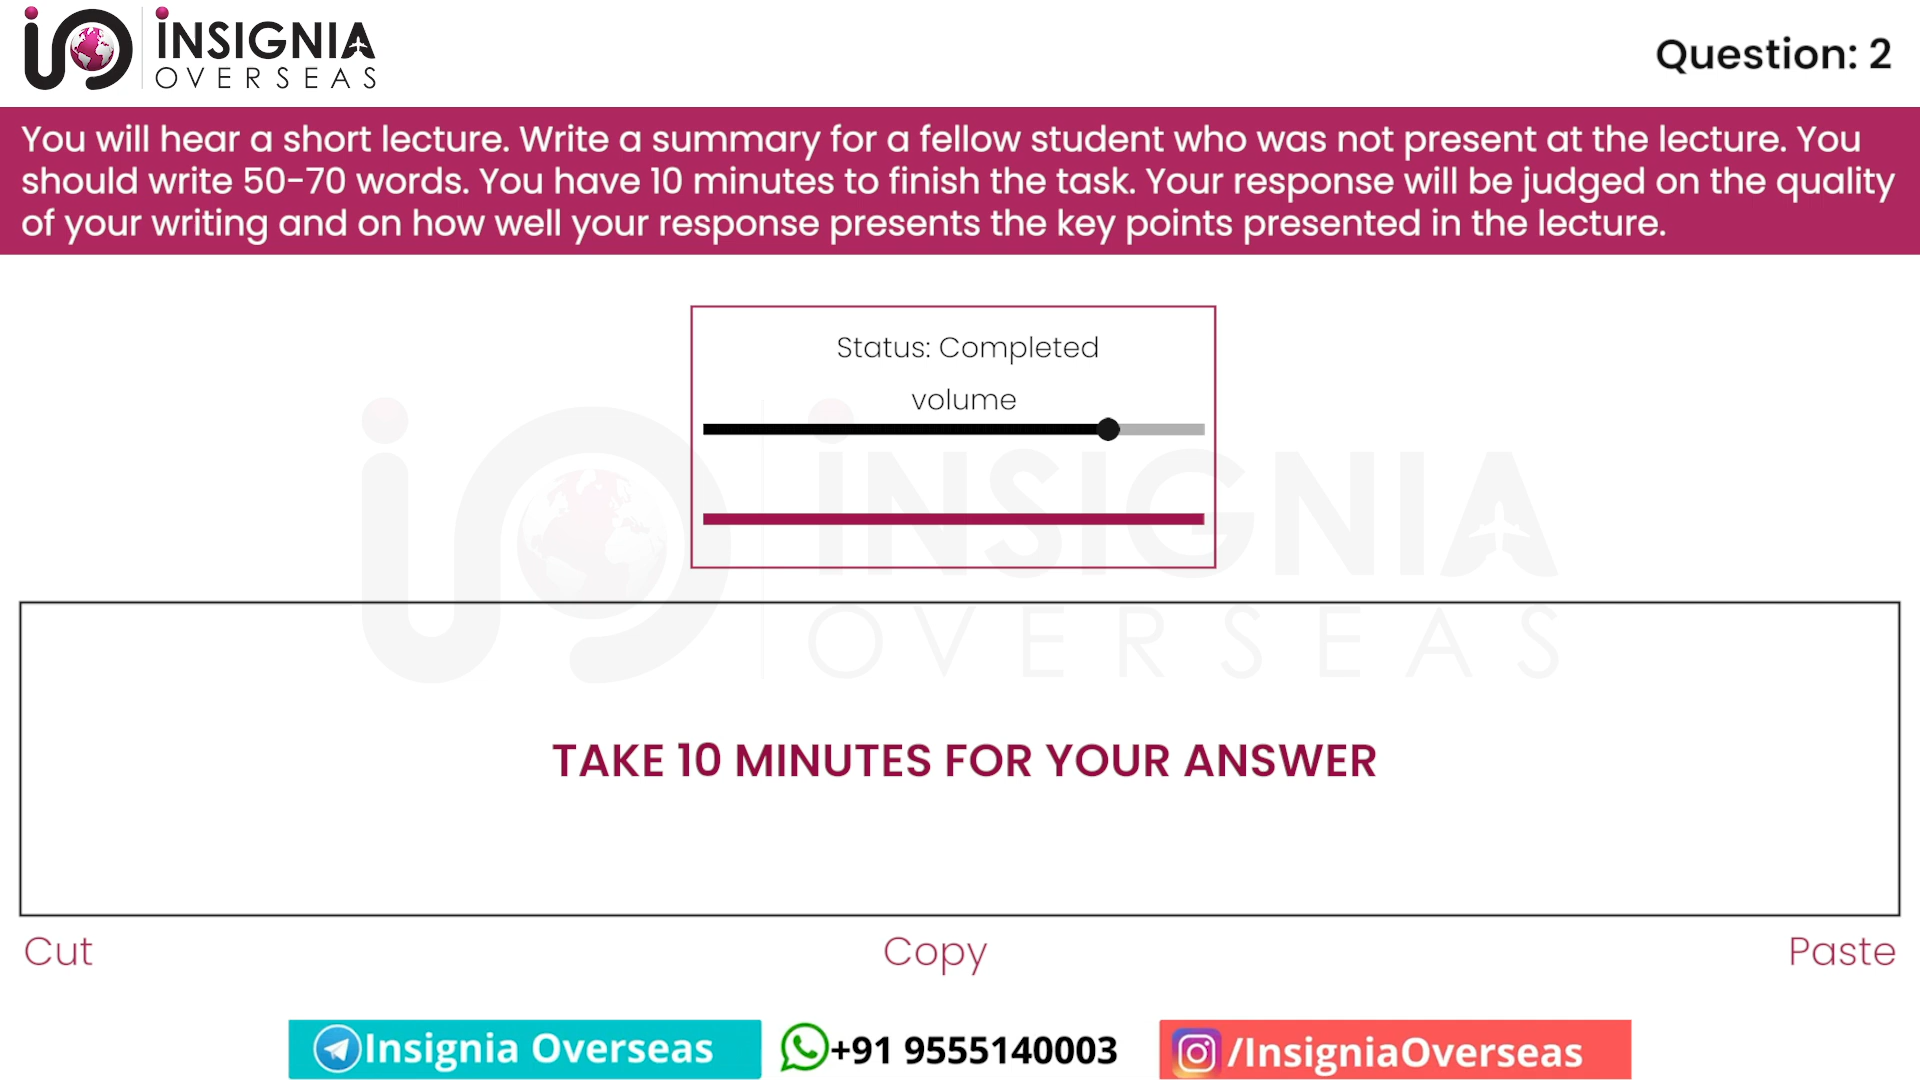 iNSIGNIA
OVERSEAS
Question: 2
You will hear a short lecture. Write a summary for a fellow student who was not present at the lecture. You
should write 50-70 words. You have 10 minutes to finish the task. Your response will be judged on the quality
of your writing and on how well your response presents the key points presented in the lecture.
Status: Completed
volume
iNSIGNIA
OVERSEAS
TAKE 10 MINUTES FOR YOUR ANSWER
Cut
Copy
Paste
Insignia Overseas
+91 9555140003
/InsigniaOverseas